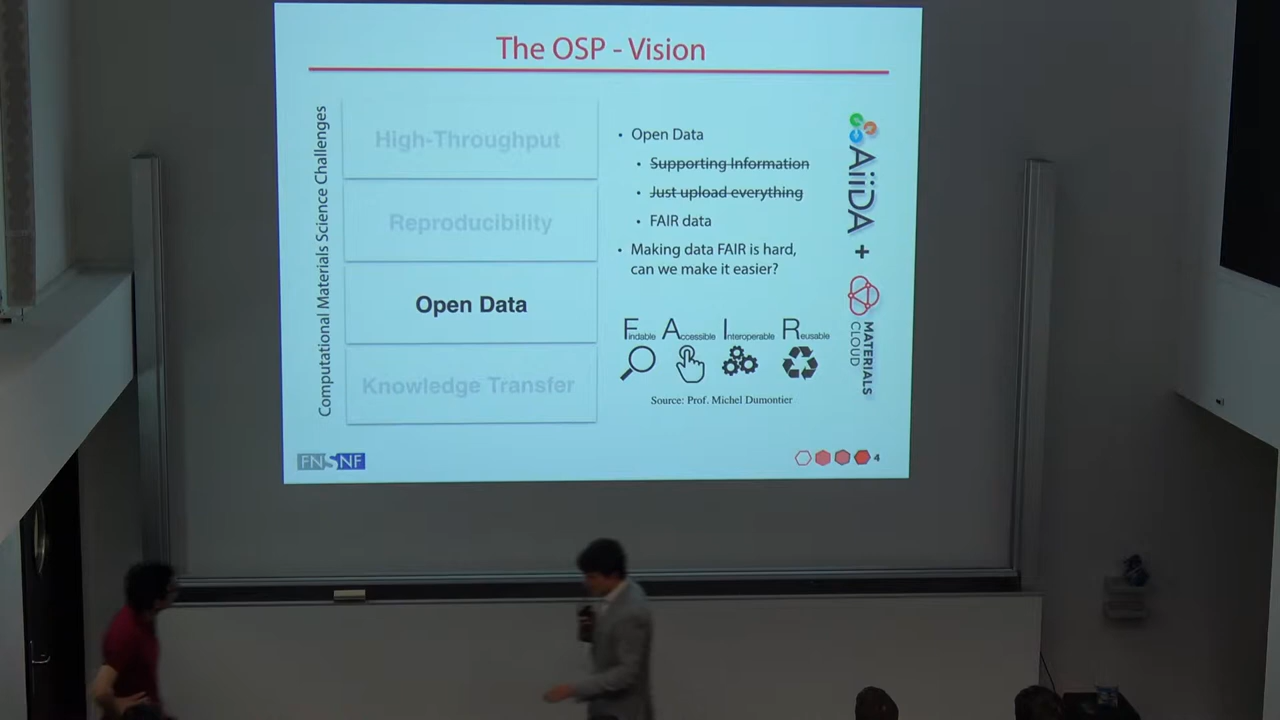 The OSP - Vision
Computational Materials Science Challenges
High-Throughput
Reproducibility
Open Data
Knowledge Transfer
• Open Data
• Supporting Information
• Just upload everything
• FAIR data
• Making data FAIR is hard,
can we make it easier?
Findable Accessible Interoperable Reusable
Source: Prof. Michel Dumontier
AiiDA
+
MATERIALS
CLOUD
FNSNF
4